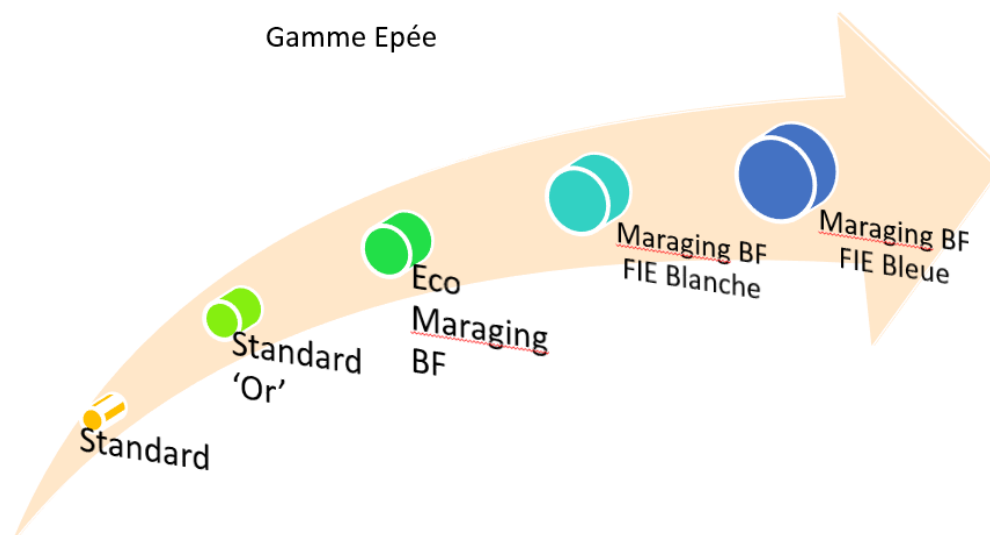 Gamme Epée
Standard
Standard
‘Or’
Eco
Maraging
BF
Maraging BF
FIE Blanche
Maraging BF
FIE Bleue